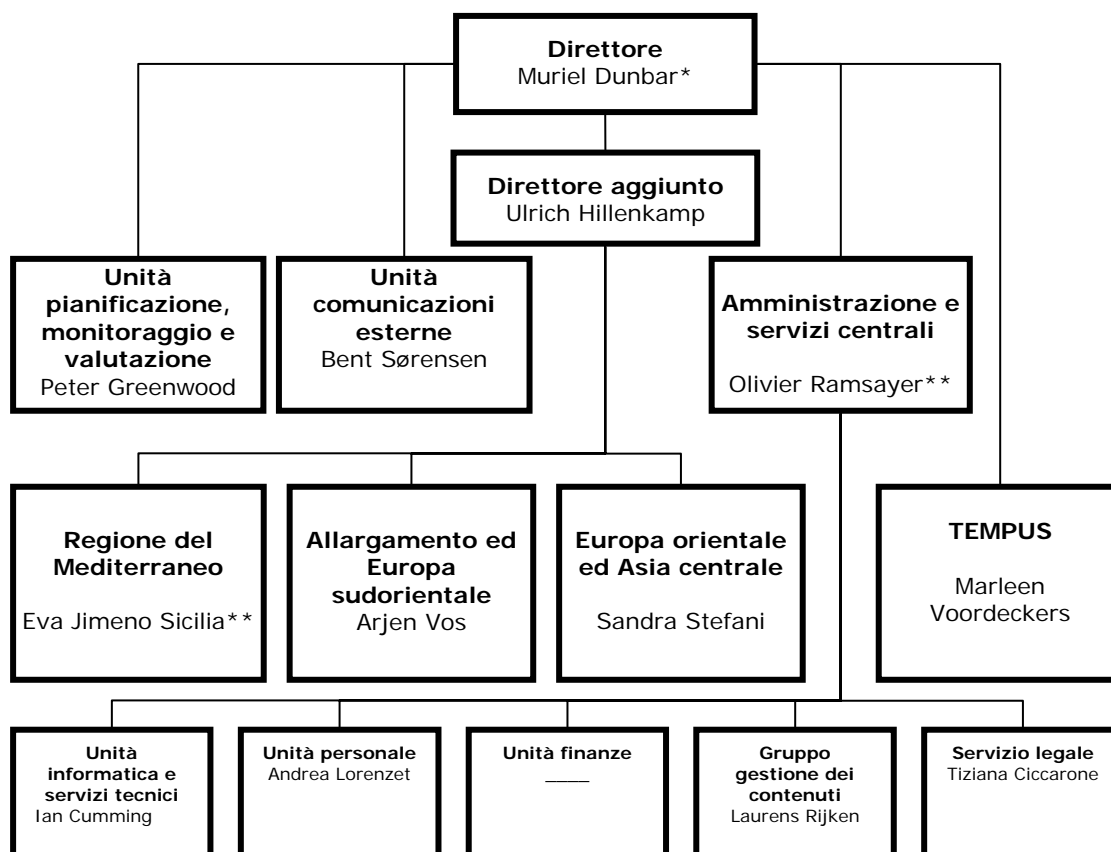 Direttore
Muriel Dunbar*
Direttore aggiunto
Ulrich Hillenkamp
Unità
pianificazione,
monitoraggio e
valutazione
Peter Greenwood
Unità
comunicazioni
esterne
Bent Sørensen
Amministrazione e
servizi centrali
Olivier Ramsayer**
Regione del
Mediterraneo
Eva Jimeno Sicilia**
Allargamento ed
Europa
sudorientale
Arjen Vos
Europa orientale
ed Asia centrale
Sandra Stefani
TEMPUS
Marleen
Voordeckers
Unità
informatica e
servizi tecnici
Ian Cumming
Unità personale
Andrea Lorenzet
Unità finanze
____
Gruppo
gestione dei
contenuti
Laurens Rijken
Servizio legale
Tiziana Ciccarone